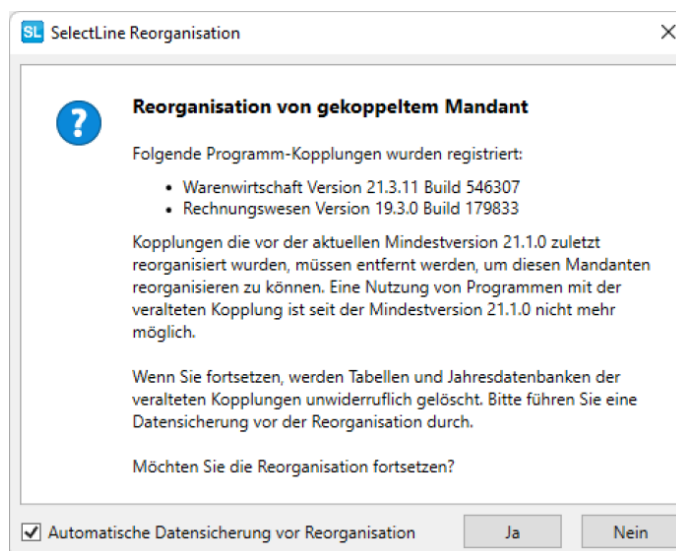 SL SelectLine Reorganisation
Reorganisation von gekoppeltem Mandant
Folgende Programm-Kopplungen wurden registriert:
• Warenwirtschaft Version 21.3.11 Build 546307
• Rechnungswesen Version 19.3.0 Build 179833
Kopplungen die vor der aktuellen Mindestversion 21.1.0 zuletzt
reorganisiert wurden, müssen entfernt werden, um diesen Mandanten
reorganisieren zu können. Eine Nutzung von Programmen mit der
veralteten Kopplung ist seit der Mindestversion 21.1.0 nicht mehr
möglich.
Wenn Sie fortsetzen, werden Tabellen und Jahresdatenbanken der
veralteten Kopplungen unwiderruflich gelöscht. Bitte führen Sie eine
Datensicherung vor der Reorganisation durch.
Möchten Sie die Reorganisation fortsetzen?
Automatische Datensicherung vor Reorganisation
Ja
Nein